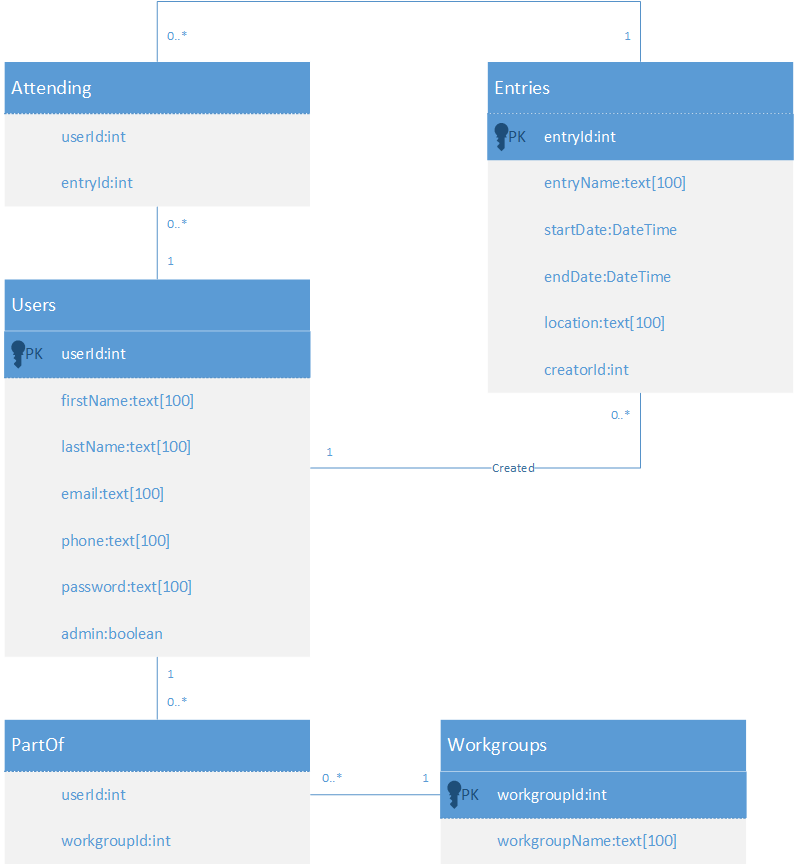 0..*
1
Attending
userId:int
entryId:int
Entries
PK entryId:int
entryName:text[100]
startDate:DateTime
endDate:DateTime
location:text[100]
creatorId:int
0..*
1
Users
PK userId:int
firstName:text[100]
lastName:text[100]
email:text[100]
phone:text[100]
password:text[100]
admin:boolean
0..*
1
Created
1
0..*
PartOf
userId:int
workgroupId:int
0..*
1
Workgroups
PK workgroupId:int
workgroupName:text[100]